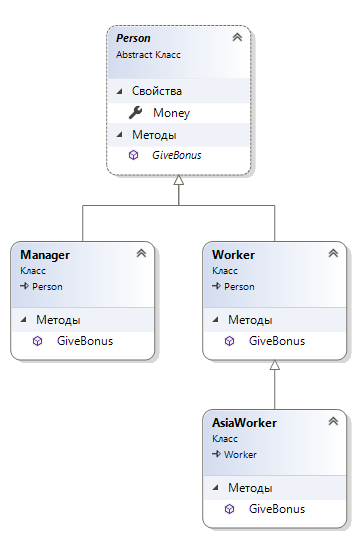 Person
Abstract Класс
Свойства
Money
Методы
GiveBonus
Manager
Класс
Person
Методы
GiveBonus
Worker
Класс
Person
Методы
GiveBonus
AsiaWorker
Класс
Worker
Методы
GiveBonus